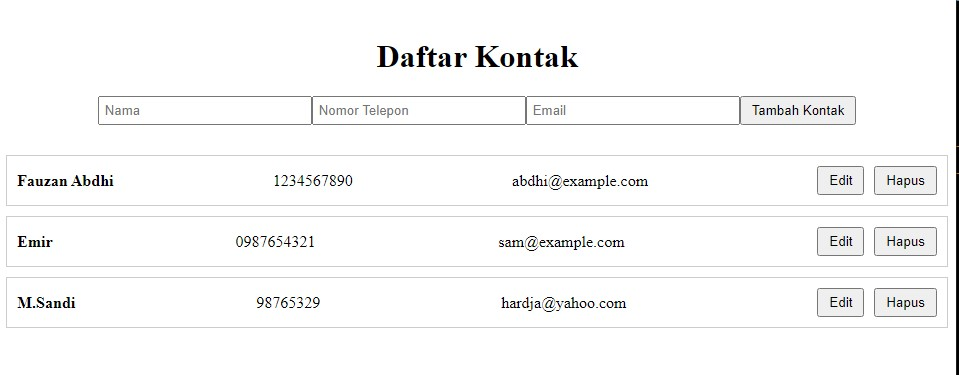 Daftar Kontak
Nama Nomor Telepon Email Tambah Kontak
Fauzan Abdhi 1234567890 abdhi@example.com Edit Hapus
Emir 0987654321 sam@example.com Edit Hapus
M.Sandi 98765329 hardja@yahoo.com Edit Hapus